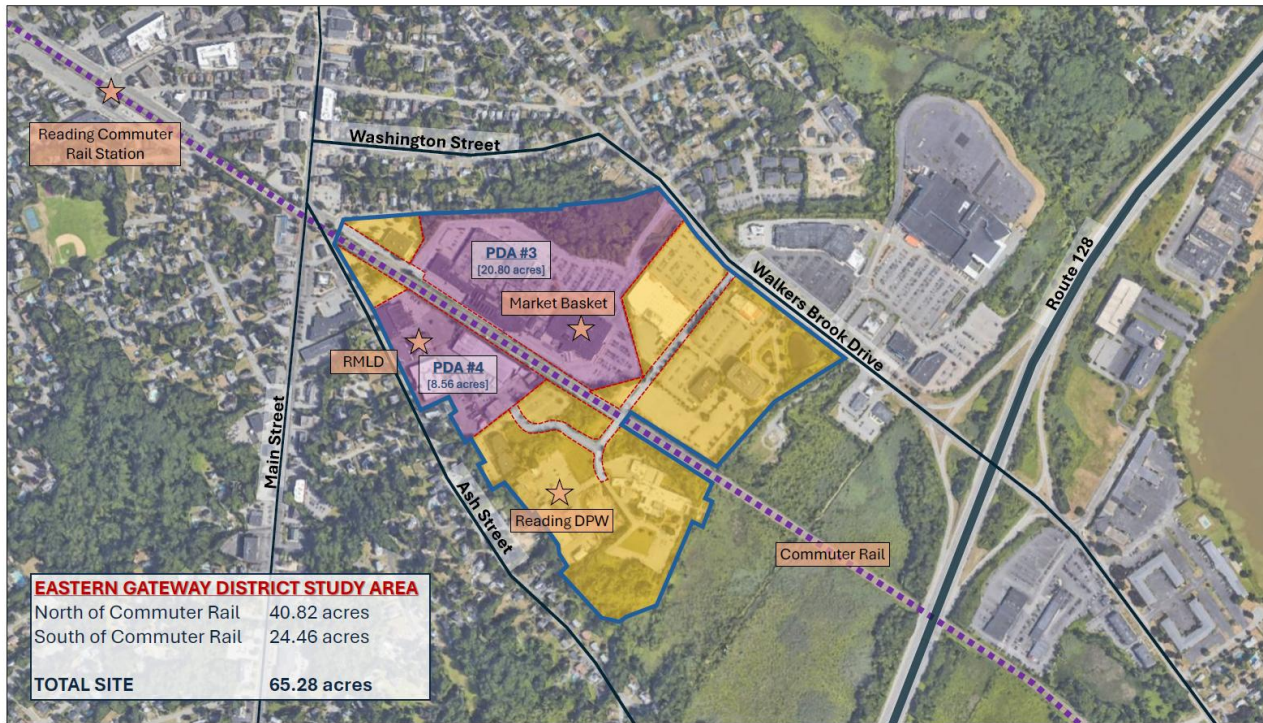 Reading Commuter
Rail Station
Washington Street
PDA #3
[20.80 acres]
Market Basket
Walkers Brook Drive
Route 128
RMLD
PDA #4
[8.56 acres]
Main Street
Ash Street
Reading DPW
Commuter Rail
EASTERN GATEWAY DISTRICT STUDY AREA
North of Commuter Rail 40.82 acres
South of Commuter Rail 24.46 acres
TOTAL SITE 65.28 acres